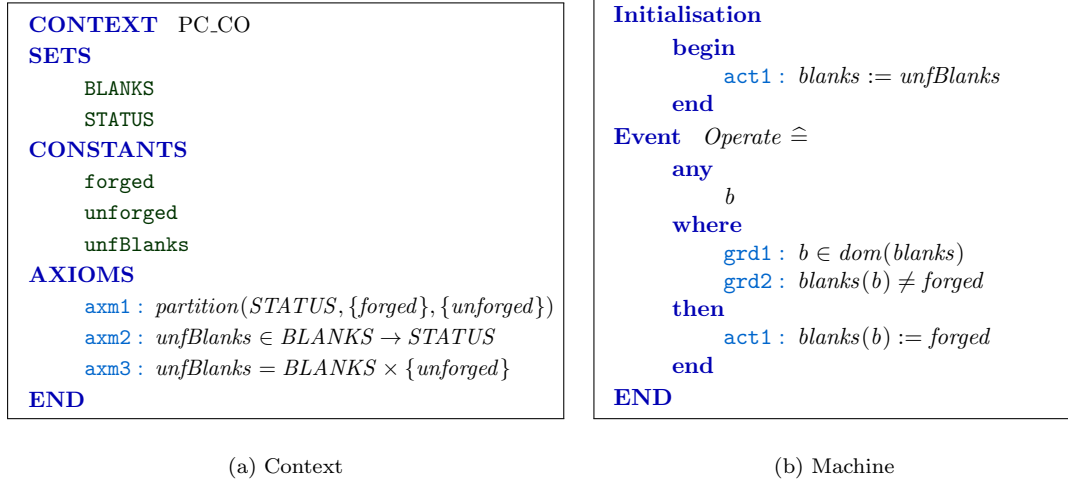 CONTEXT PC_CO
SETS
BLANKS
STATUS
CONSTANTS
forged
unforged
unfBlanks
AXIOMS
axm1 : partition(STATUS, {forged}, {unforged})
axm2 : unfBlanks ∈ BLANKS → STATUS
axm3 : unfBlanks = BLANKS × {unforged}
END
(a) Context
Initialisation
begin
act1 : blanks := unfBlanks
end
Event Operate ≙
any
b
where
grd1 : b ∈ dom(blanks)
grd2 : blanks(b) ≠ forged
then
act1 : blanks(b) := forged
end
END
(b) Machine